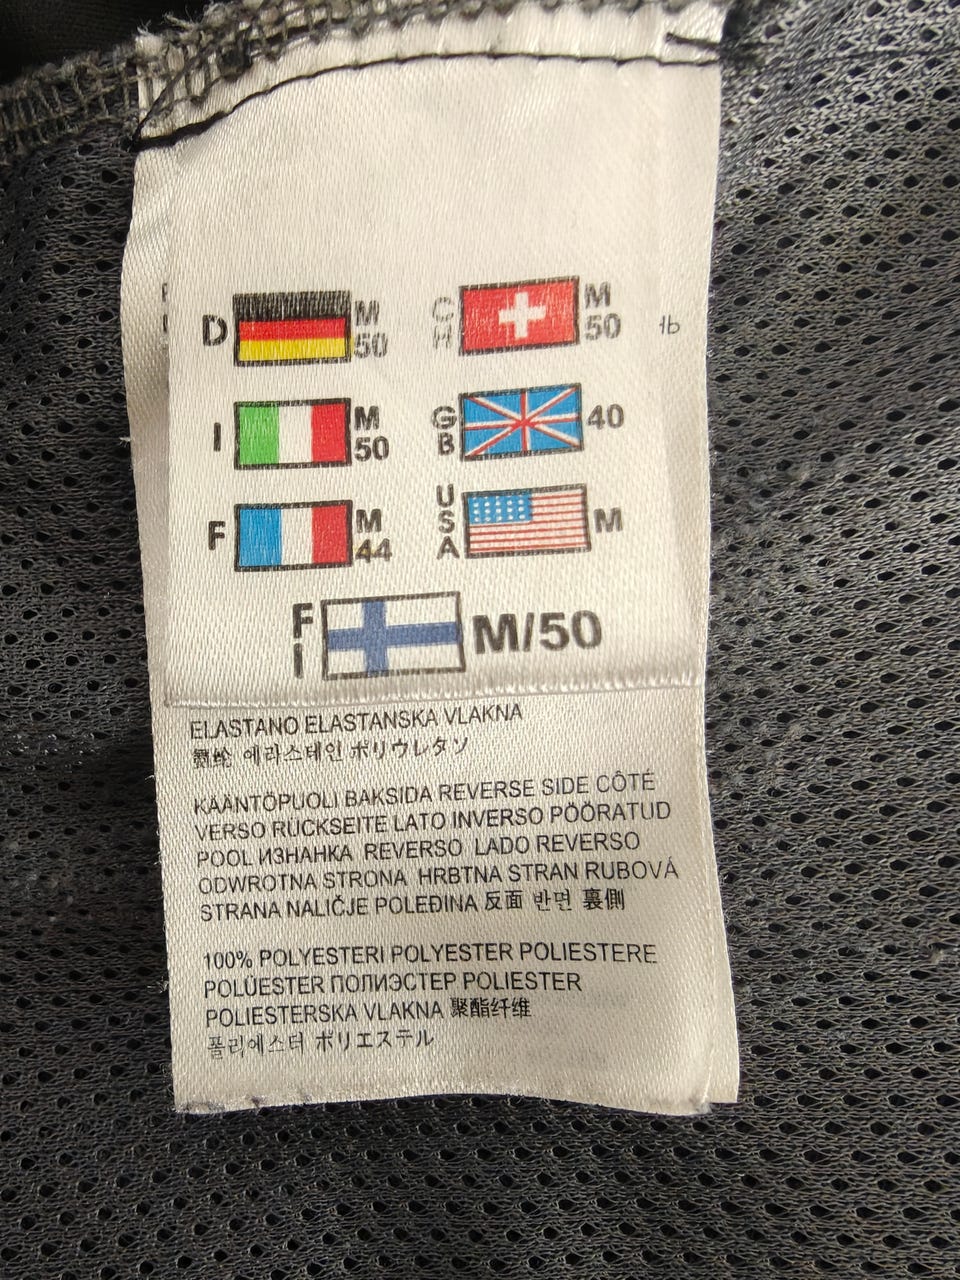 D M 50
CH M 50
1b
I M 50
GB 40
F M 44
USA M
FI M/50
ELASTANO ELASTANSKA VLAKNA
氨纶 에라스테인 ポリウレタソ
KÄÄNTÖPUOLI BAKSIDA REVERSE SIDE CÔTÉ
VERSO RÜCKSEITE LATO INVERSO PÖÖRATUD
POOL ИЗНАНКА REVERSO LADO REVERSO
ODWROTNA STRONA HRBTNA STRAN RUBOVÁ
STRANA NALIČJE POLEĐINA 反面 반면 裏側
100% POLYESTERI POLYESTER POLIESTERE
POLÜESTER ПОЛИЭСТЕР POLIESTER
POLIESTERSKA VLAKNA 聚酯纤维
폴리에스터 ポリエステル